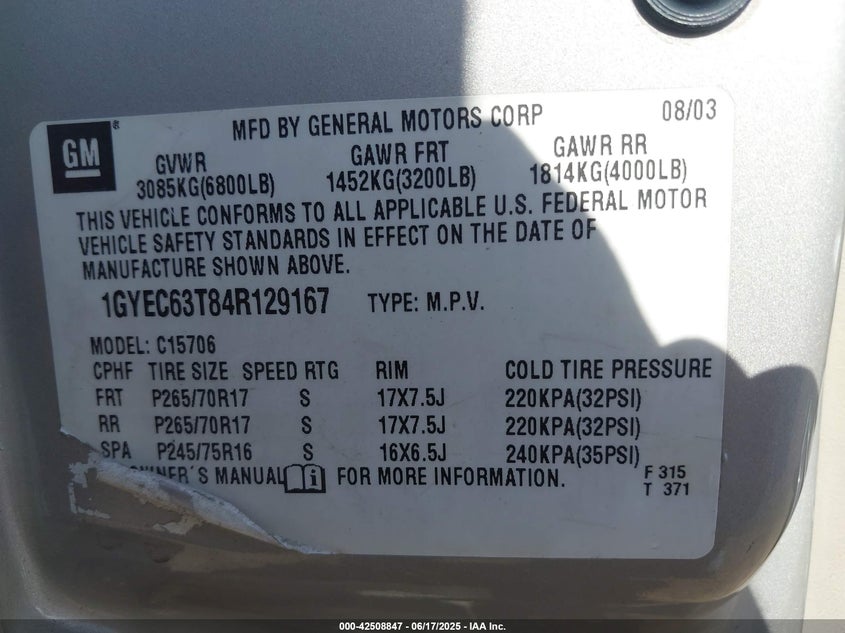 GM ®
MFD BY GENERAL MOTORS CORP 08/03
GVWR GAWR FRT GAWR RR
3085KG(6800LB) 1452KG(3200LB) 1814KG(4000LB)
THIS VEHICLE CONFORMS TO ALL APPLICABLE U.S. FEDERAL MOTOR
VEHICLE SAFETY STANDARDS IN EFFECT ON THE DATE OF
MANUFACTURE SHOWN ABOVE.
1GYEC63T84R129167 TYPE: M.P.V.
MODEL: C15706
CPHF TIRE SIZE SPEED RTG RIM COLD TIRE PRESSURE
FRT P265/70R17 S 17X7.5J 220KPA(32PSI)
RR P265/70R17 S 17X7.5J 220KPA(32PSI)
SPA P245/75R16 S 16X6.5J 240KPA(35PSI)
MANUAL FOR MORE INFORMATION.
F 315
T 371
000-42508847 - 06/17/2025 - IAA Inc.